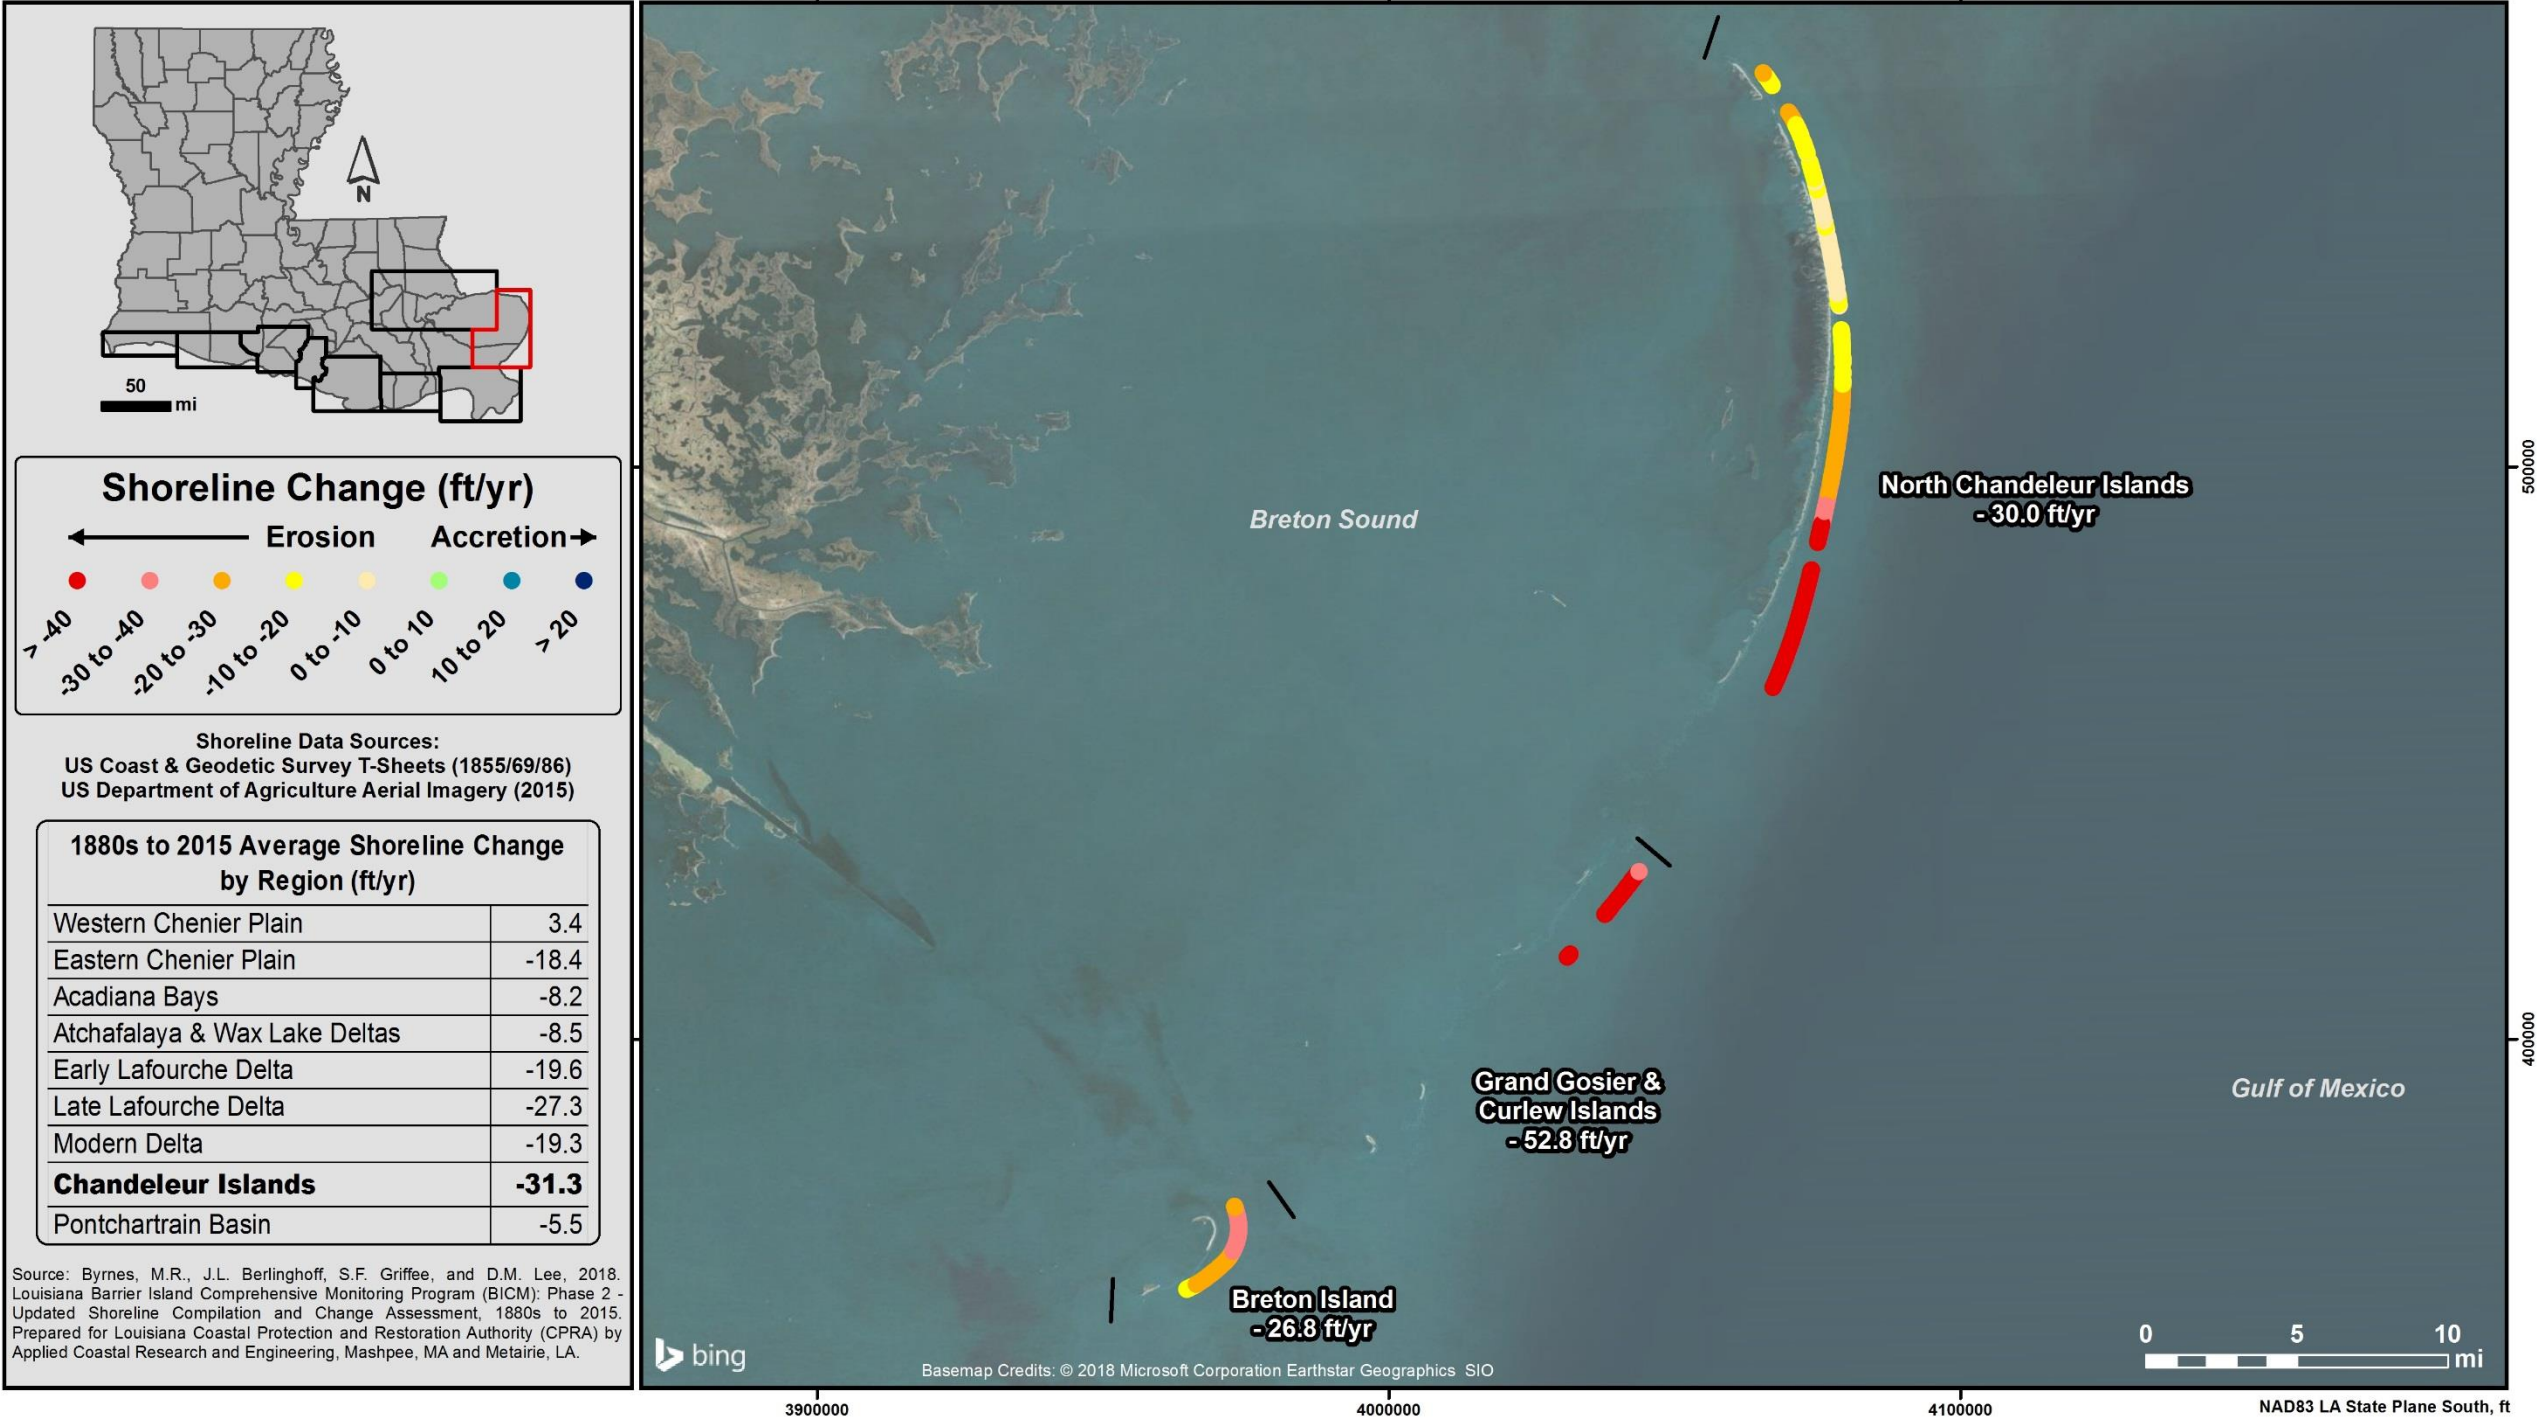 N
50
mi
Shoreline Change (ft/yr)
Erosion Accretion
> -40
-30 to -40
-20 to -30
-10 to -20
0 to -10
0 to 10
10 to 20
> 20
Shoreline Data Sources:
US Coast & Geodetic Survey T-Sheets (1855/69/86)
US Department of Agriculture Aerial Imagery (2015)
1880s to 2015 Average Shoreline Change
by Region (ft/yr)
Western Chenier Plain 3.4
Eastern Chenier Plain -18.4
Acadiana Bays -8.2
Atchafalaya & Wax Lake Deltas -8.5
Early Lafourche Delta -19.6
Late Lafourche Delta -27.3
Modern Delta -19.3
Chandeleur Islands -31.3
Pontchartrain Basin -5.5
Source: Byrnes, M.R., J.L. Berlinghoff, S.F. Griffee, and D.M. Lee, 2018.
Louisiana Barrier Island Comprehensive Monitoring Program (BICM): Phase 2 -
Updated Shoreline Compilation and Change Assessment, 1880s to 2015.
Prepared for Louisiana Coastal Protection and Restoration Authority (CPRA) by
Applied Coastal Research and Engineering, Mashpee, MA and Metairie, LA.
Breton Sound
North Chandeleur Islands
- 30.0 ft/yr
Grand Gosier &
Curlew Islands
- 52.8 ft/yr
Gulf of Mexico
Breton Island
- 26.8 ft/yr
bing
Basemap Credits: © 2018 Microsoft Corporation Earthstar Geographics SIO
0 5 10
mi
500000
400000
3900000 4000000 4100000
NAD83 LA State Plane South, ft